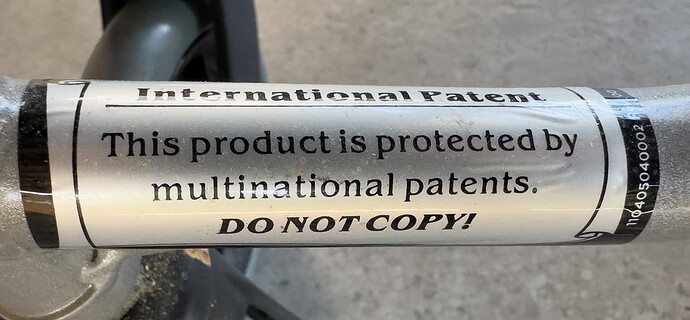 International Patent
This product is protected by
multinational patents.
DO NOT COPY!
110405040002